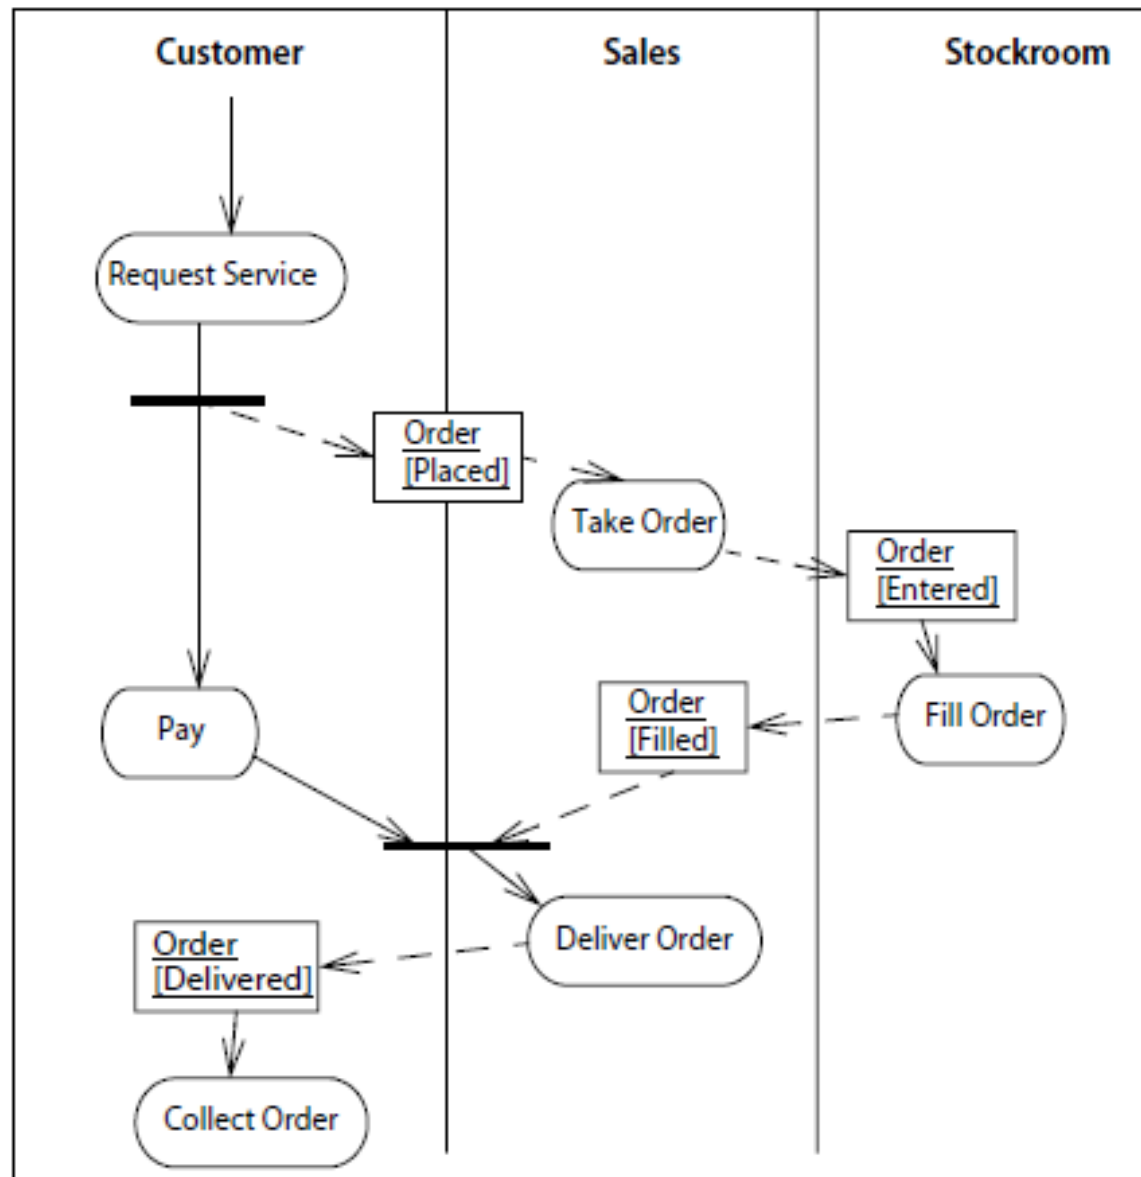 Customer
Sales
Stockroom
Request Service
Order
[Placed]
Take Order
Order
[Entered]
Order
[Filled]
Fill Order
Pay
Deliver Order
Order
[Delivered]
Collect Order